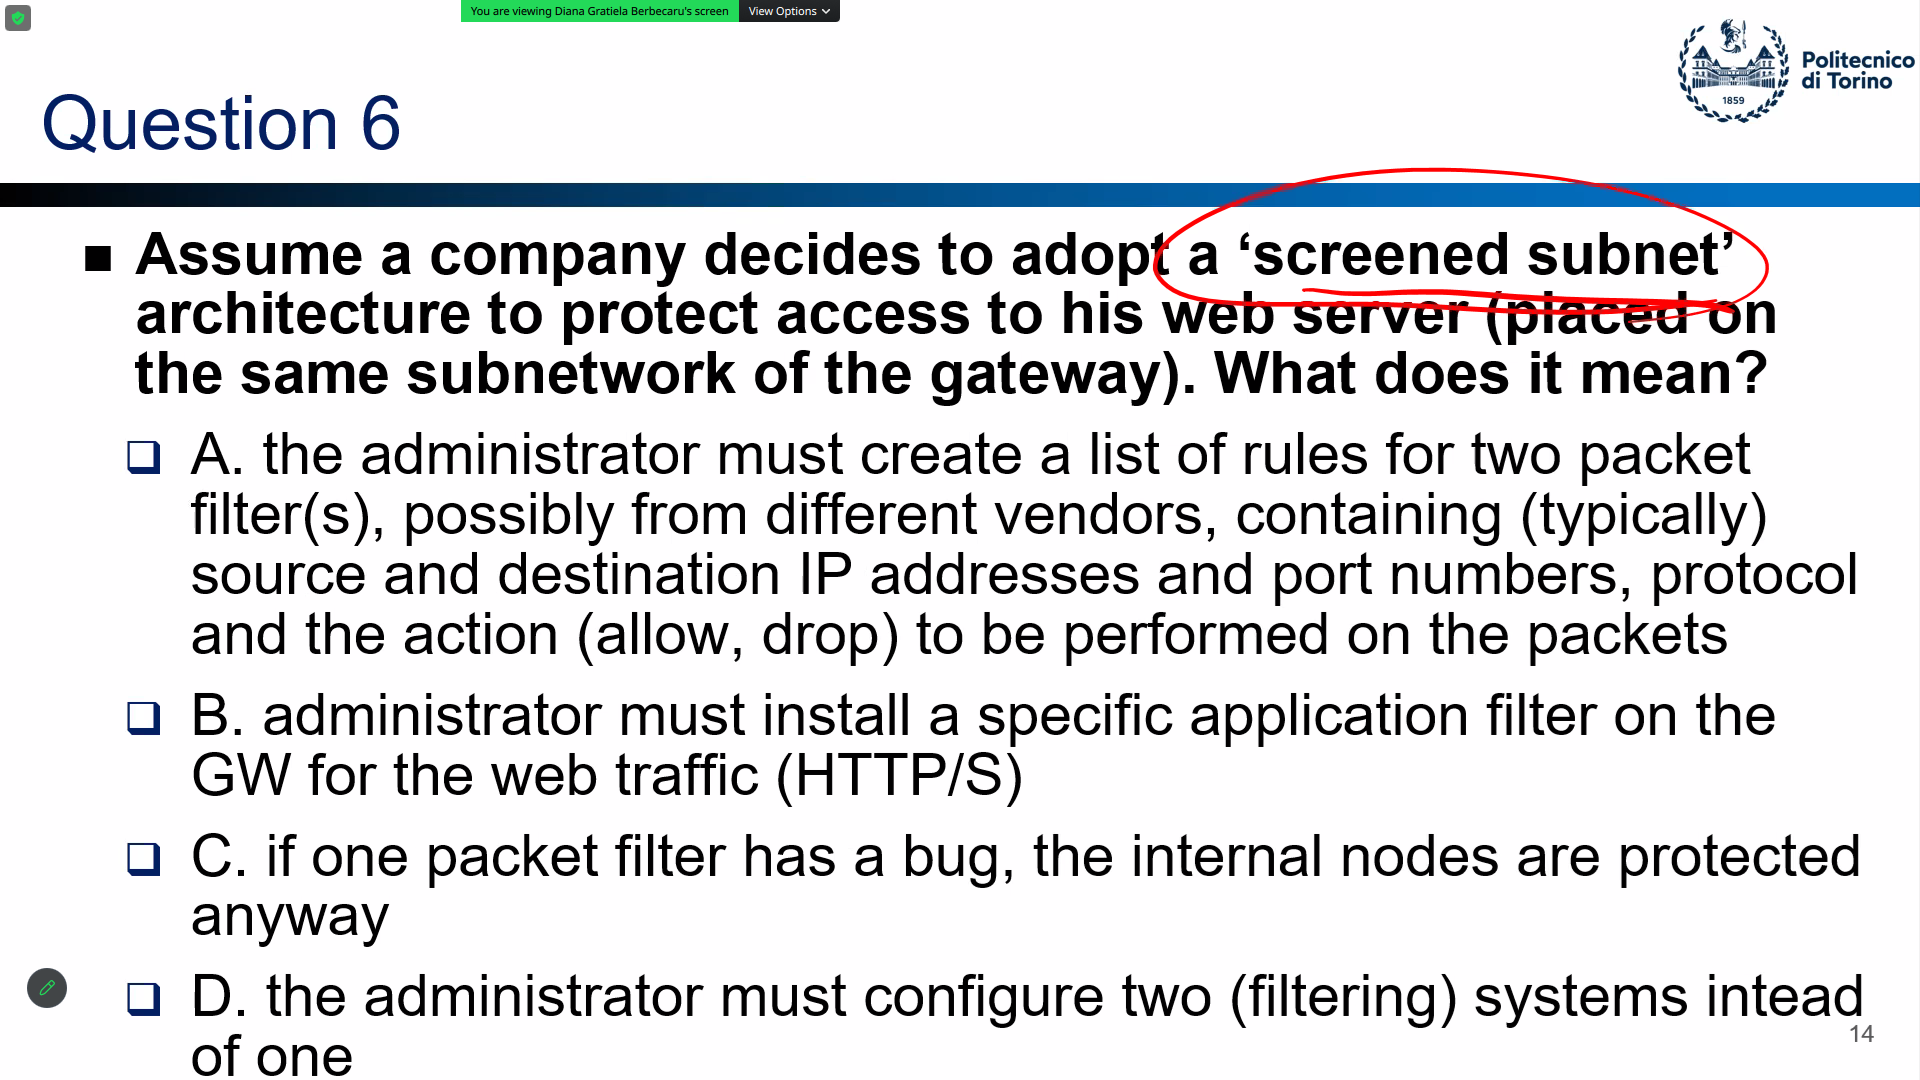 You are viewing Diana Gratiela Berbecaru's screen View Options
Politecnico
di Torino
1859
Question 6
Assume a company decides to adopt a ‘screened subnet’
architecture to protect access to his web server (placed on
the same subnetwork of the gateway). What does it mean?
A. the administrator must create a list of rules for two packet
filter(s), possibly from different vendors, containing (typically)
source and destination IP addresses and port numbers, protocol
and the action (allow, drop) to be performed on the packets
B. administrator must install a specific application filter on the
GW for the web traffic (HTTP/S)
C. if one packet filter has a bug, the internal nodes are protected
anyway
D. the administrator must configure two (filtering) systems intead
of one
14